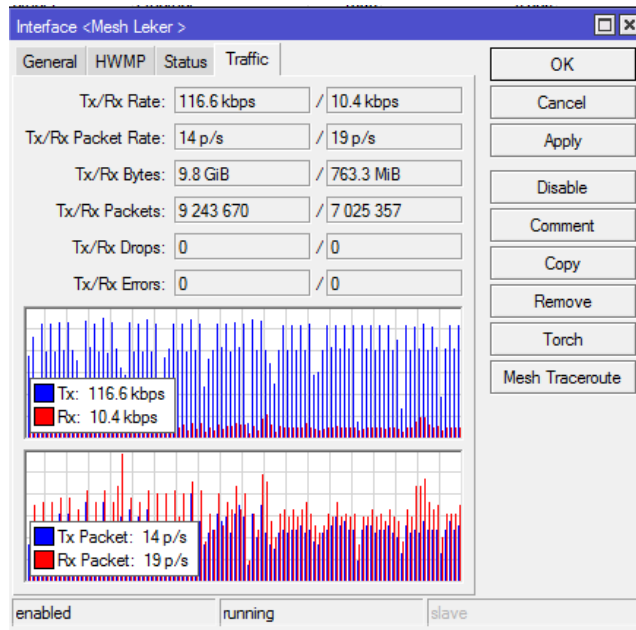 Interface <Mesh Leker >
General HWMP Status Traffic
Tx/Rx Rate: 116.6 kbps / 10.4 kbps
Tx/Rx Packet Rate: 14 p/s / 19 p/s
Tx/Rx Bytes: 9.8 GiB / 763.3 MiB
Tx/Rx Packets: 9 243 670 / 7 025 357
Tx/Rx Drops: 0 / 0
Tx/Rx Errors: 0 / 0
Tx: 116.6 kbps
Rx: 10.4 kbps
Tx Packet: 14 p/s
Rx Packet: 19 p/s
OK
Cancel
Apply
Disable
Comment
Copy
Remove
Torch
Mesh Traceroute
enabled running slave